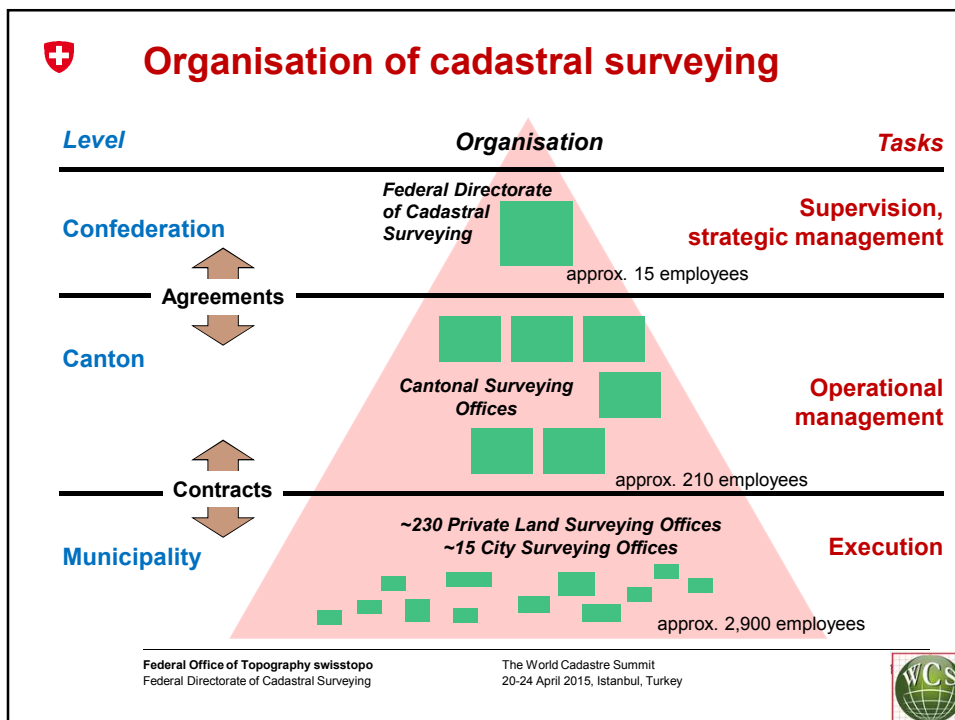 Organisation of cadastral surveying
Level
Organisation
Tasks
Federal Directorate
of Cadastral
Surveying
Confederation
Supervision,
strategic management
approx. 15 employees
Agreements
Canton
Cantonal Surveying
Offices
Operational
management
approx. 210 employees
Contracts
~230 Private Land Surveying Offices
~15 City Surveying Offices
Municipality
Execution
approx. 2,900 employees
Federal Office of Topography swisstopo
Federal Directorate of Cadastral Surveying
The World Cadastre Summit
20-24 April 2015, Istanbul, Turkey
WCS